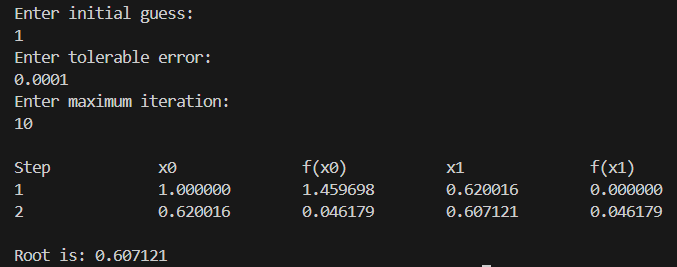 Enter initial guess:
1
Enter tolerable error:
0.0001
Enter maximum iteration:
10
Step x0 f(x0) x1 f(x1)
1 1.000000 1.459698 0.620016 0.000000
2 0.620016 0.046179 0.607121 0.046179
Root is: 0.607121